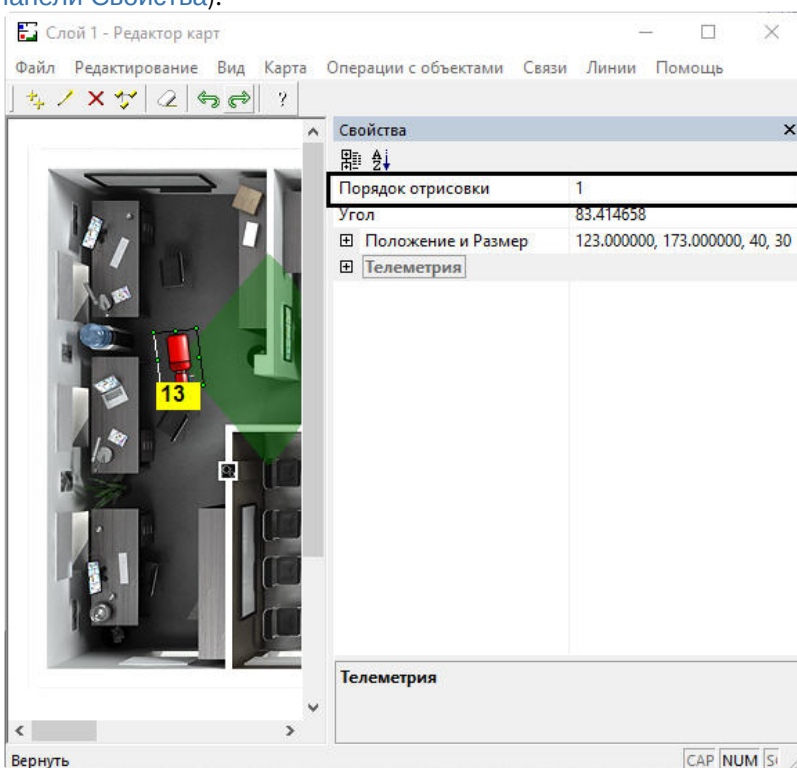 панели Свойства).
Слой 1 - Редактор карт
Файл Редактирование Вид Карта Операции с объектами Связи Линии Помощь
?
Свойства
Порядок отрисовки 1
Угол 83.414658
Положение и Размер 123.000000, 173.000000, 40, 30
Телеметрия
13
Телеметрия
Вернуть CAP NUM